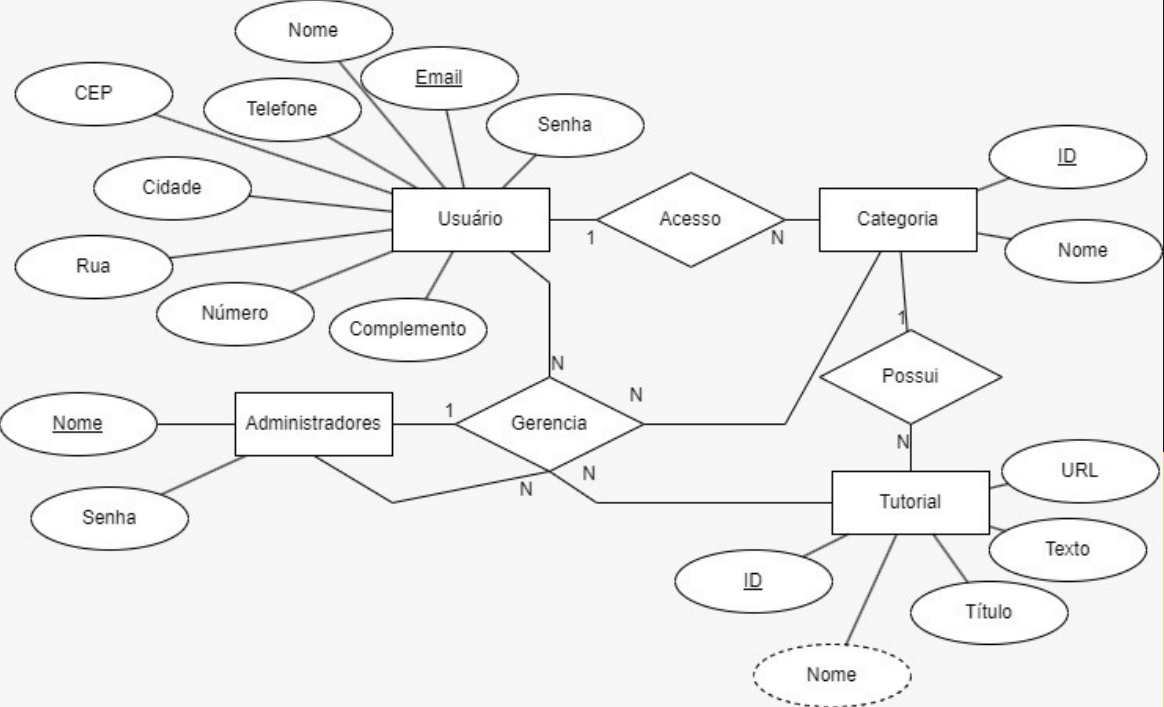 Nome
Email
CEP
Telefone
Senha
ID
Cidade
Usuário
Acesso
Categoria
1
N
Nome
Rua
Número
Complemento
1
N
Possui
N
1
Nome
Administradores
Gerencia
N
N
N
URL
Senha
Tutorial
Texto
ID
Título
Nome